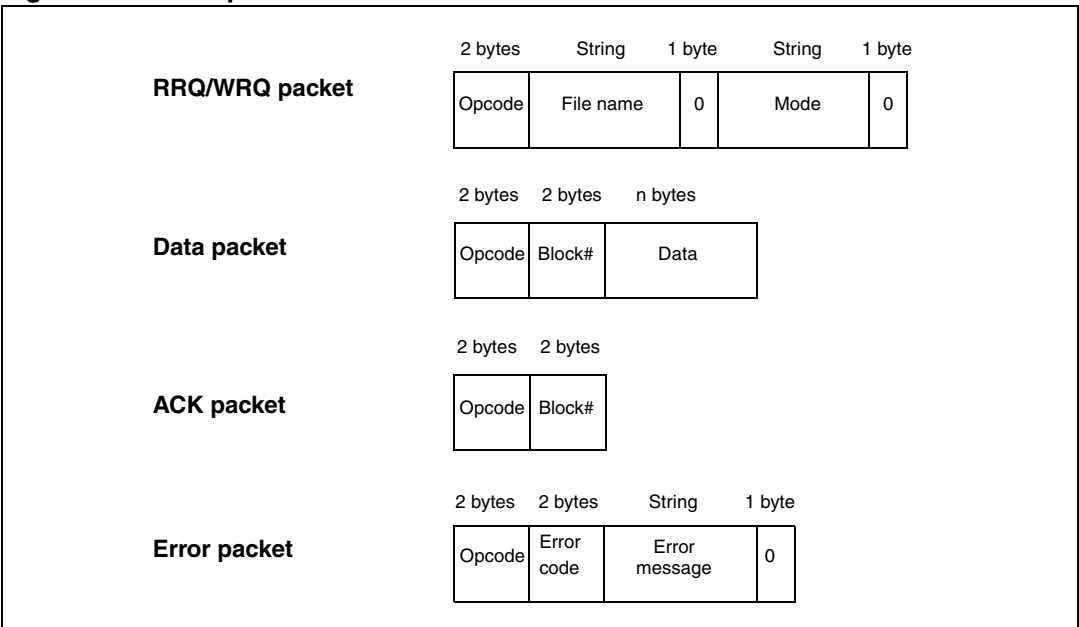 2 bytes String 1 byte String 1 byte
RRQ/WRQ packet
Opcode File name 0 Mode 0
2 bytes 2 bytes n bytes
Data packet
Opcode Block# Data
2 bytes 2 bytes
ACK packet
Opcode Block#
2 bytes 2 bytes String 1 byte
Error packet
Opcode Error code Error message 0